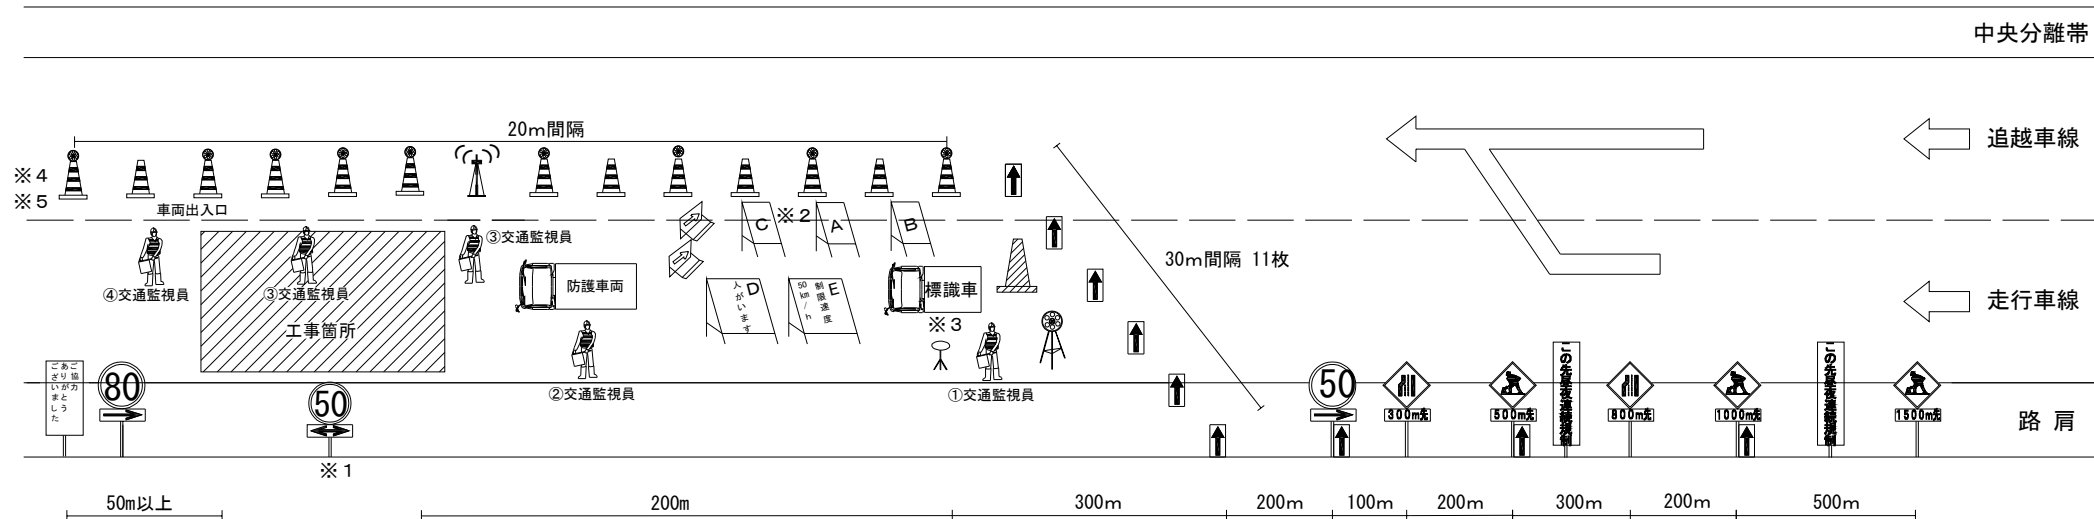 中央分離帯
20m間隔
追越車線
※4
※5
車両出入口
③交通監視員
C
※2
A
B
30m間隔 11枚
④交通監視員
③交通監視員
工事箇所
防護車両
D
人がいます
E
制限速度
50km/h
標識車
※3
走行車線
②交通監視員
①交通監視員
ご協力
ありがとう
ございました
80
50
※1
50
300m先
500m先
この先昼夜連続規制
800m先
1000m先
この先昼夜連続規制
1500m先
路肩
50m以上
200m
300m
200m
100m
200m
300m
200m
500m